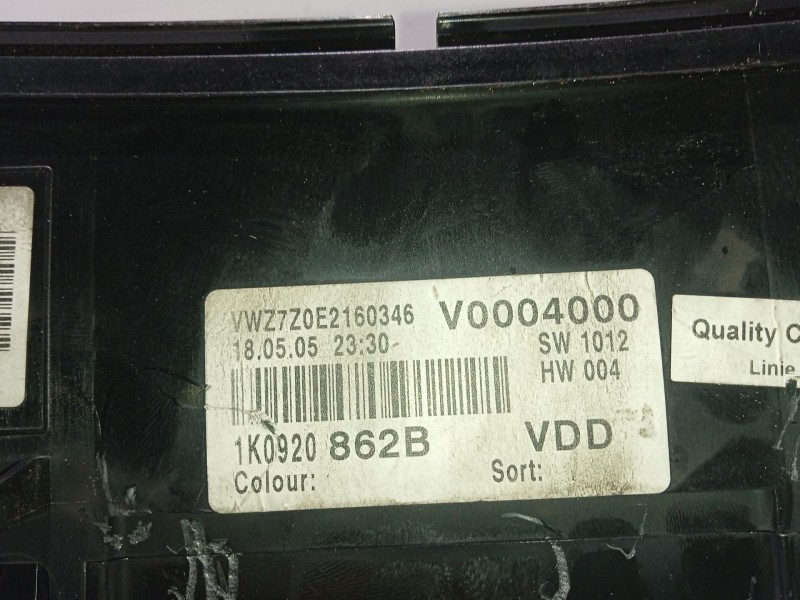 VWZ7Z0E2160346 V0004000
18.05.05 23:30- SW 1012
HW 004
1K0920 862B VDD
Colour: Sort:
Quality C
Linie